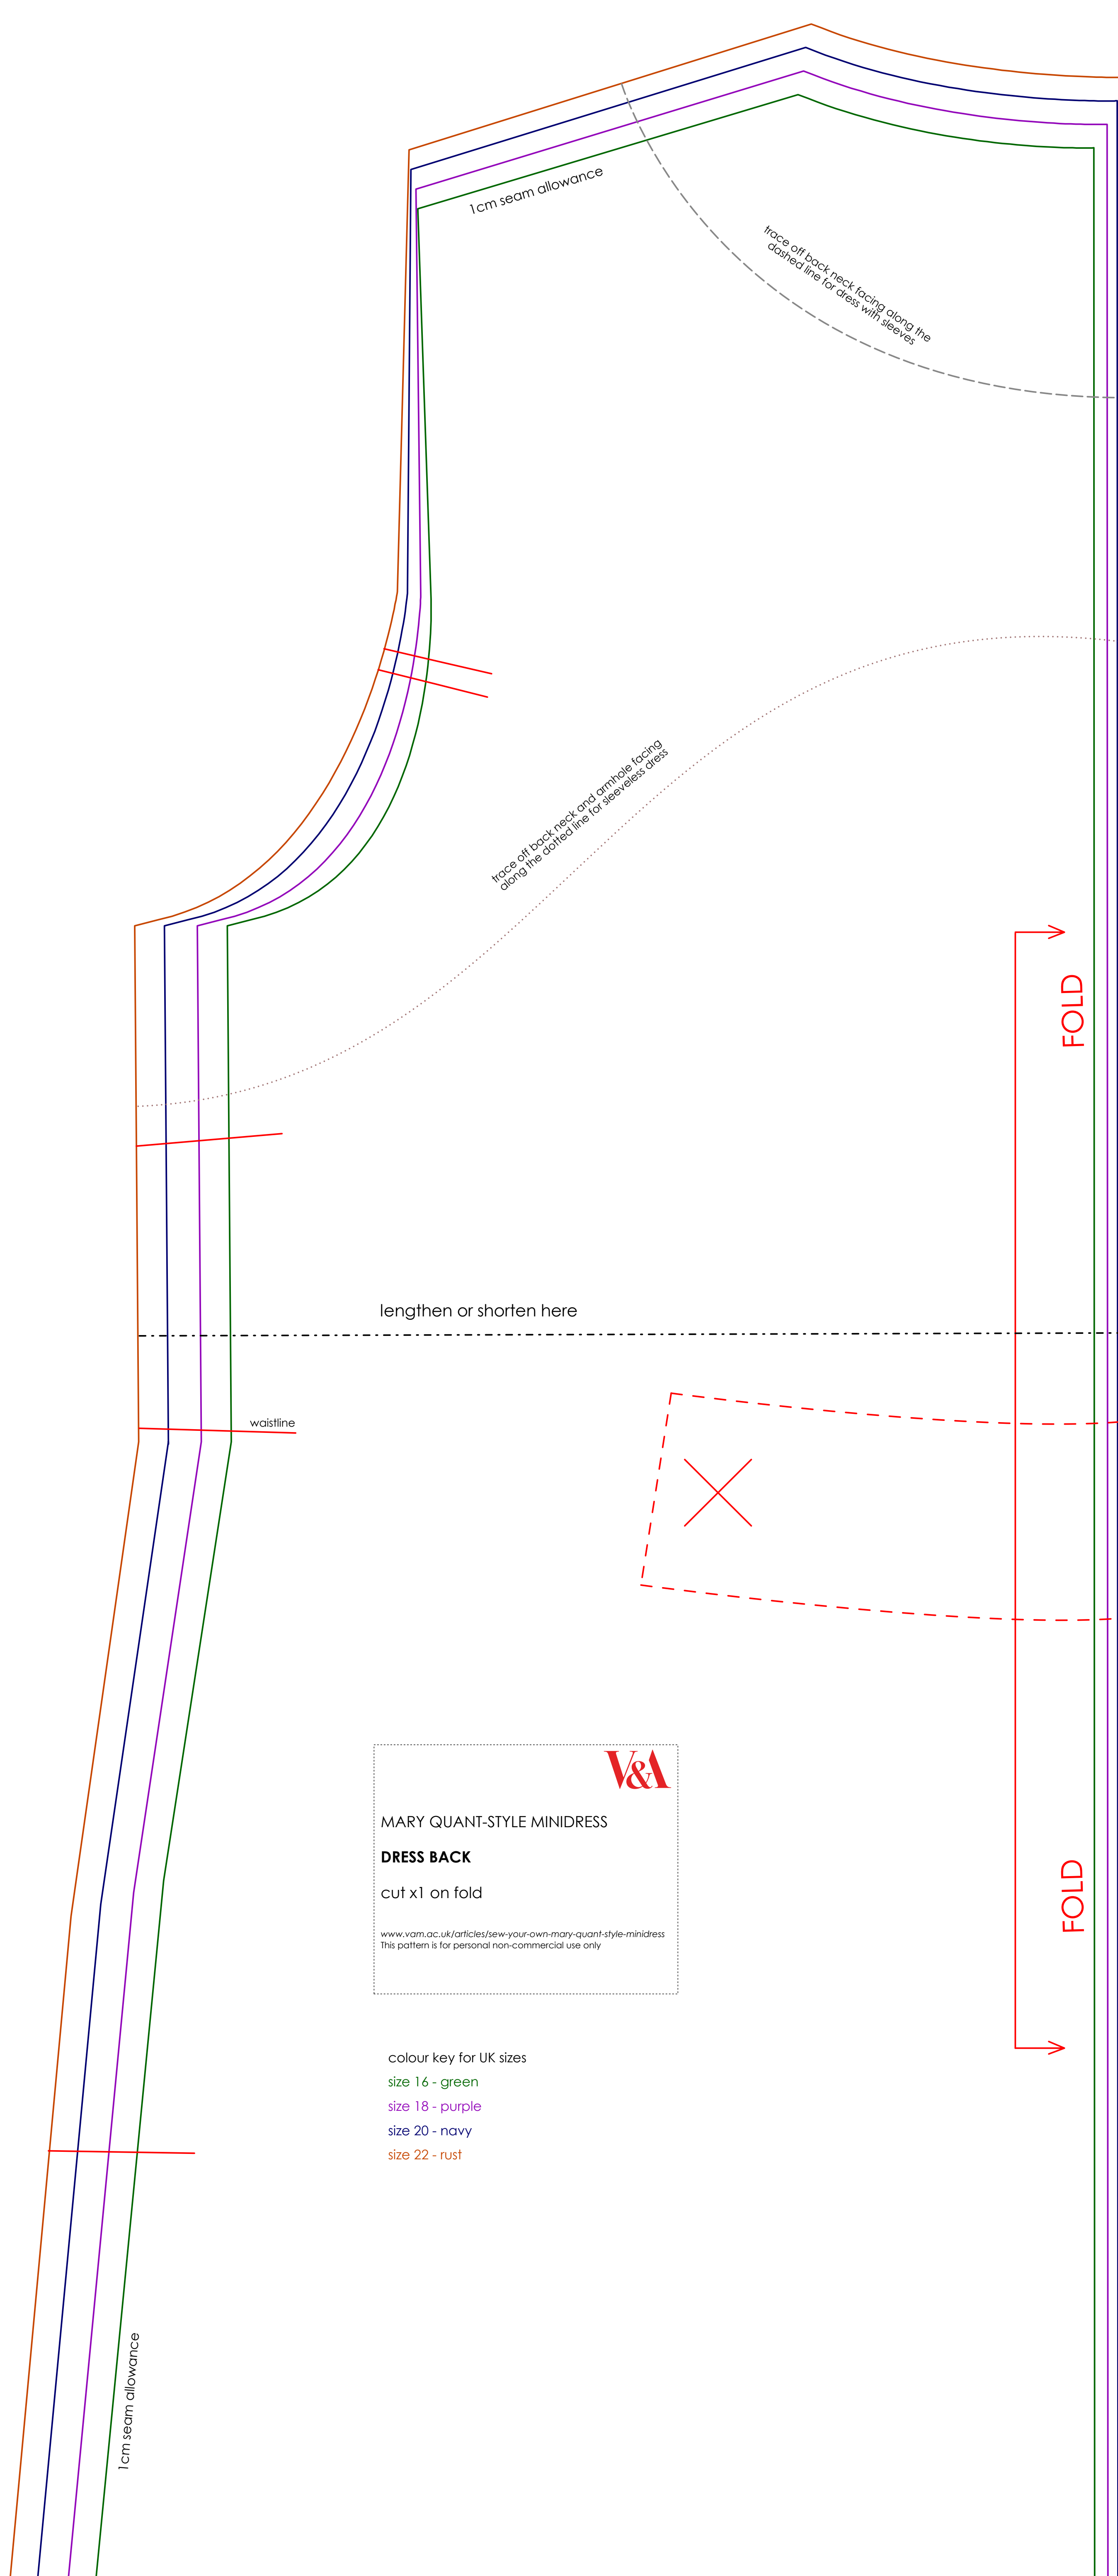 1cm seam allowance
trace off back neck facing along the
dashed line for dress with sleeves
trace off back neck and armhole facing
along the dotted line for sleeveless dress
FOLD
lengthen or shorten here
waistline
V&A
MARY QUANT-STYLE MINIDRESS
DRESS BACK
cut x1 on fold
www.vam.ac.uk/articles/sew-your-own-mary-quant-style-minidress
This pattern is for personal non-commercial use only
FOLD
colour key for UK sizes
size 16 - green
size 18 - purple
size 20 - navy
size 22 - rust
1cm seam allowance